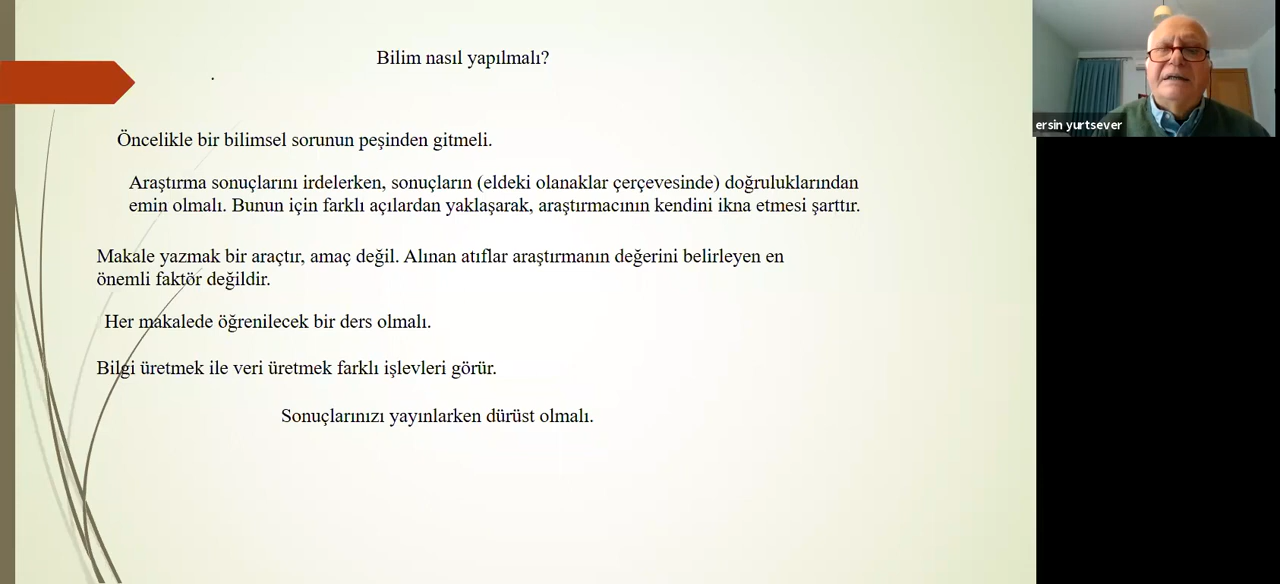 Bilim nasıl yapılmalı?
ersin yurtsever
Öncelikle bir bilimsel sorunun peşinden gitmeli.
Araştırma sonuçlarını irdelerken, sonuçların (eldeki olanaklar çerçevesinde) doğruluklarından
emin olmalı. Bunun için farklı açılardan yaklaşarak, araştırmacının kendini ikna etmesi şarttır.
Makale yazmak bir araçtır, amaç değil. Alınan atıflar araştırmanın değerini belirleyen en
önemli faktör değildir.
Her makalede öğrenilecek bir ders olmalı.
Bilgi üretmek ile veri üretmek farklı işlevleri görür.
Sonuçlarınızı yayınlarken dürüst olmalı.